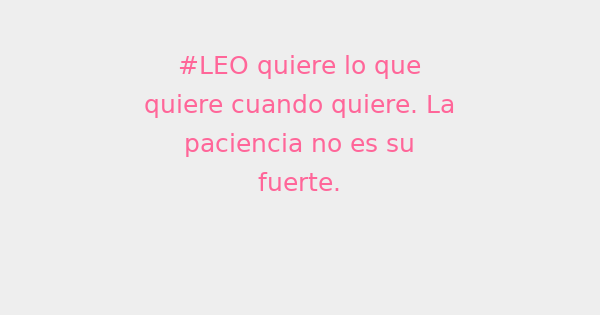 #LEO quiere lo que
quiere cuando quiere. La
paciencia no es su
fuerte.